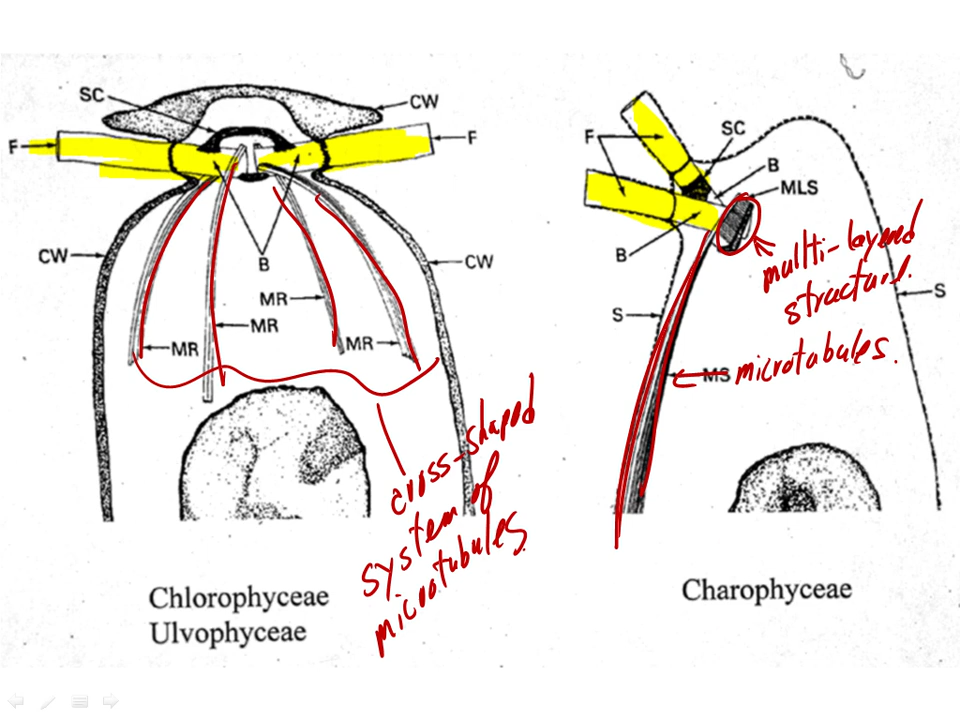 SC
CW
F
F
CW
B
CW
MR
MR
MR
MR
cross-shaped
system of
microtubules
Chlorophyceae
Ulvophyceae
F
SC
B
MLS
B
multi-layered
structure.
S
S
MS
microtabules.
Charophyceae